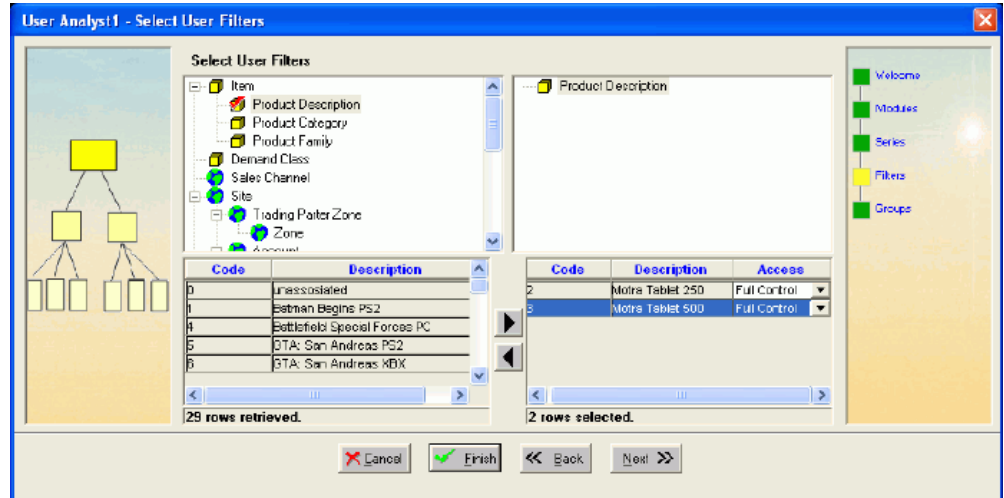 User Analyst1 - Select User Filters
Select User Filters
Item
Product Description
Product Category
Product Family
Demand Class
Sales Channel
Site
Trading Parter Zone
Zone
Account
Product Description
Welcome
Modules
Series
Filters
Groups
Code Description
0 unassosiated
1 Batman Begins PS2
4 Battlefield Special Forces PC
5 GTA: San Andreas PS2
6 GTA: San Andreas XBX
29 rows retrieved.
Code Description Access
2 Motra Tablet 250 Full Control
3 Motra Tablet 500 Full Control
2 rows selected.
Cancel Finish Back Next